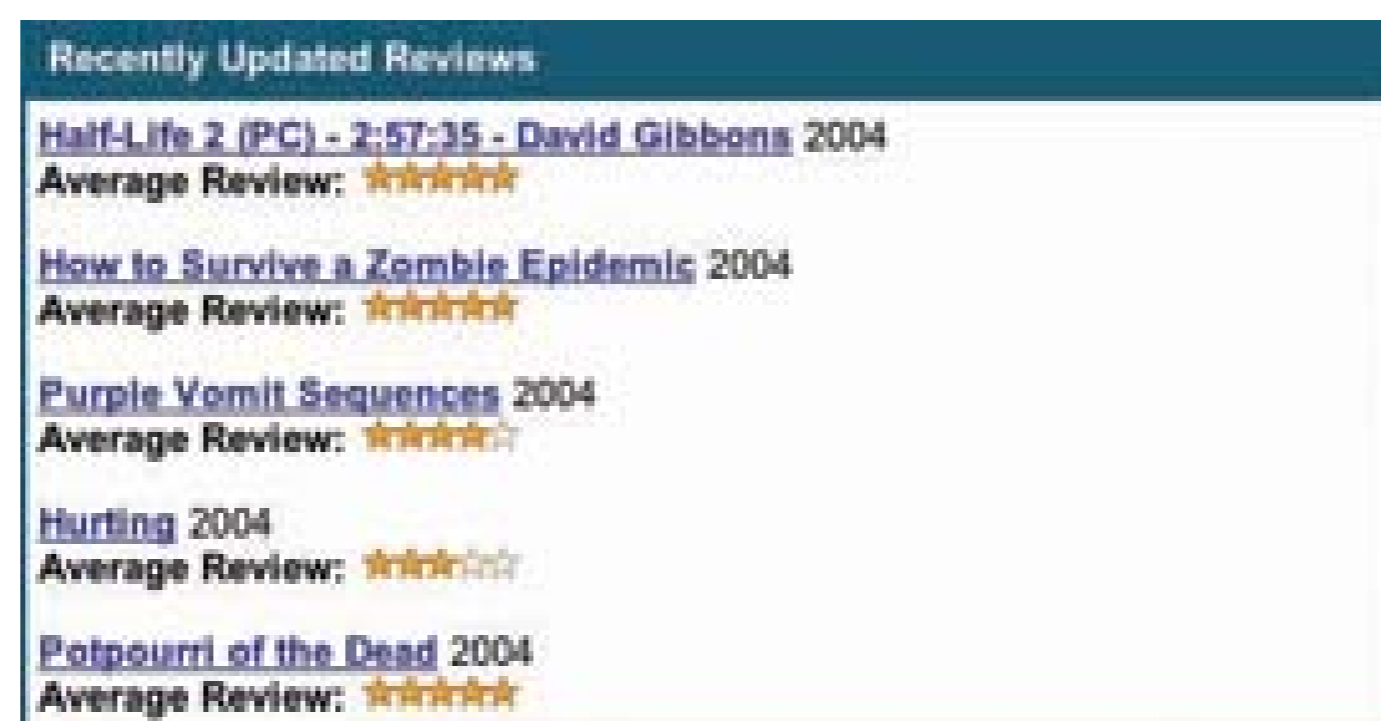 Recently Updated Reviews
Half-Life 2 (PC) - 2:57:35 - David Gibbons 2004
Average Review:
How to Survive a Zombie Epidemic 2004
Average Review:
Purple Vomit Sequences 2004
Average Review:
Hurting 2004
Average Review:
Potpourri of the Dead 2004
Average Review: